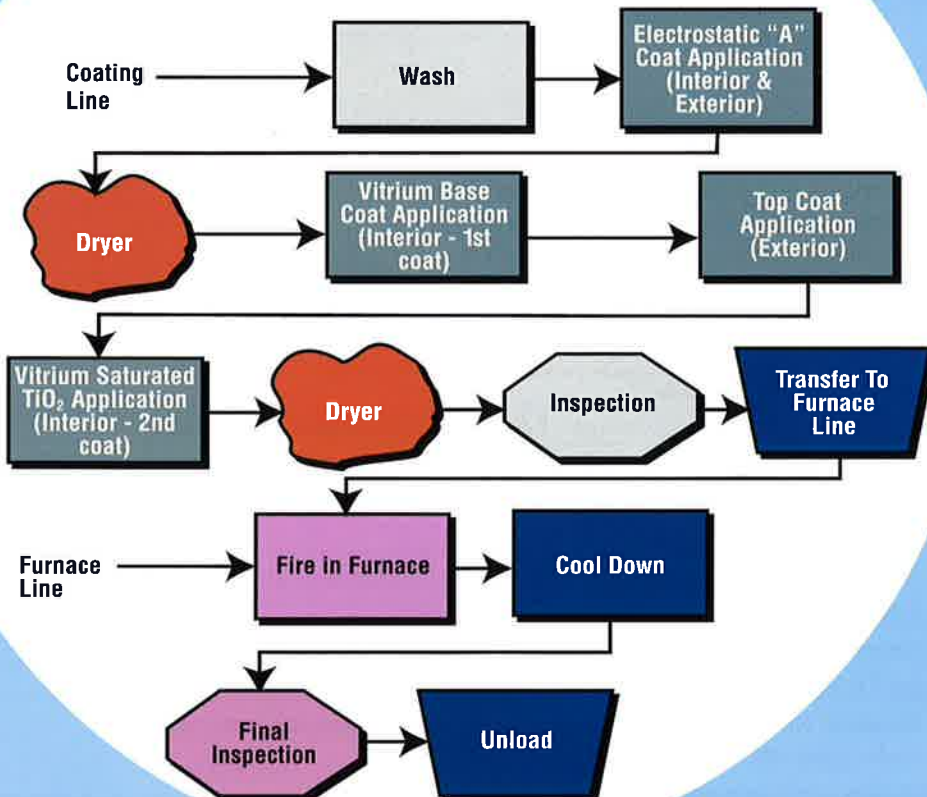 Coating
Line
Wash
Electrostatic “A”
Coat Application
(Interior &
Exterior)
Dryer
Vitrium Base
Coat Application
(Interior - 1st
coat)
Top Coat
Application
(Exterior)
Vitrium Saturated
TiO₂ Application
(Interior - 2nd
coat)
Dryer
Inspection
Transfer To
Furnace
Line
Furnace
Line
Fire in Furnace
Cool Down
Final
Inspection
Unload